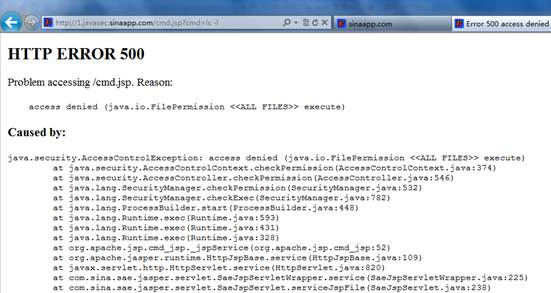 http://1.javasec.sinaapp.com/cmd.jsp?cmd=ls -l
sinaapp.com
Error 500 access denied
HTTP ERROR 500
Problem accessing /cmd.jsp. Reason:
access denied (java.io.FilePermission <<ALL FILES>> execute)
Caused by:
java.security.AccessControlException: access denied (java.io.FilePermission <<ALL FILES>> execute)
at java.security.AccessControlContext.checkPermission(AccessControlContext.java:374)
at java.security.AccessController.checkPermission(AccessController.java:546)
at java.lang.SecurityManager.checkPermission(SecurityManager.java:532)
at java.lang.SecurityManager.checkExec(SecurityManager.java:782)
at java.lang.ProcessBuilder.start(ProcessBuilder.java:448)
at java.lang.Runtime.exec(Runtime.java:593)
at java.lang.Runtime.exec(Runtime.java:431)
at java.lang.Runtime.exec(Runtime.java:328)
at org.apache.jsp.cmd_jsp._jspService(org.apache.jsp.cmd_jsp:52)
at org.apache.jasper.runtime.HttpJspBase.service(HttpJspBase.java:109)
at javax.servlet.http.HttpServlet.service(HttpServlet.java:820)
at com.sina.sae.jasper.servlet.SaeJspServletWrapper.service(SaeJspServletWrapper.java:225)
at com.sina.sae.jasper.servlet.SaeJspServlet.serviceJspFile(SaeJspServlet.java:238)